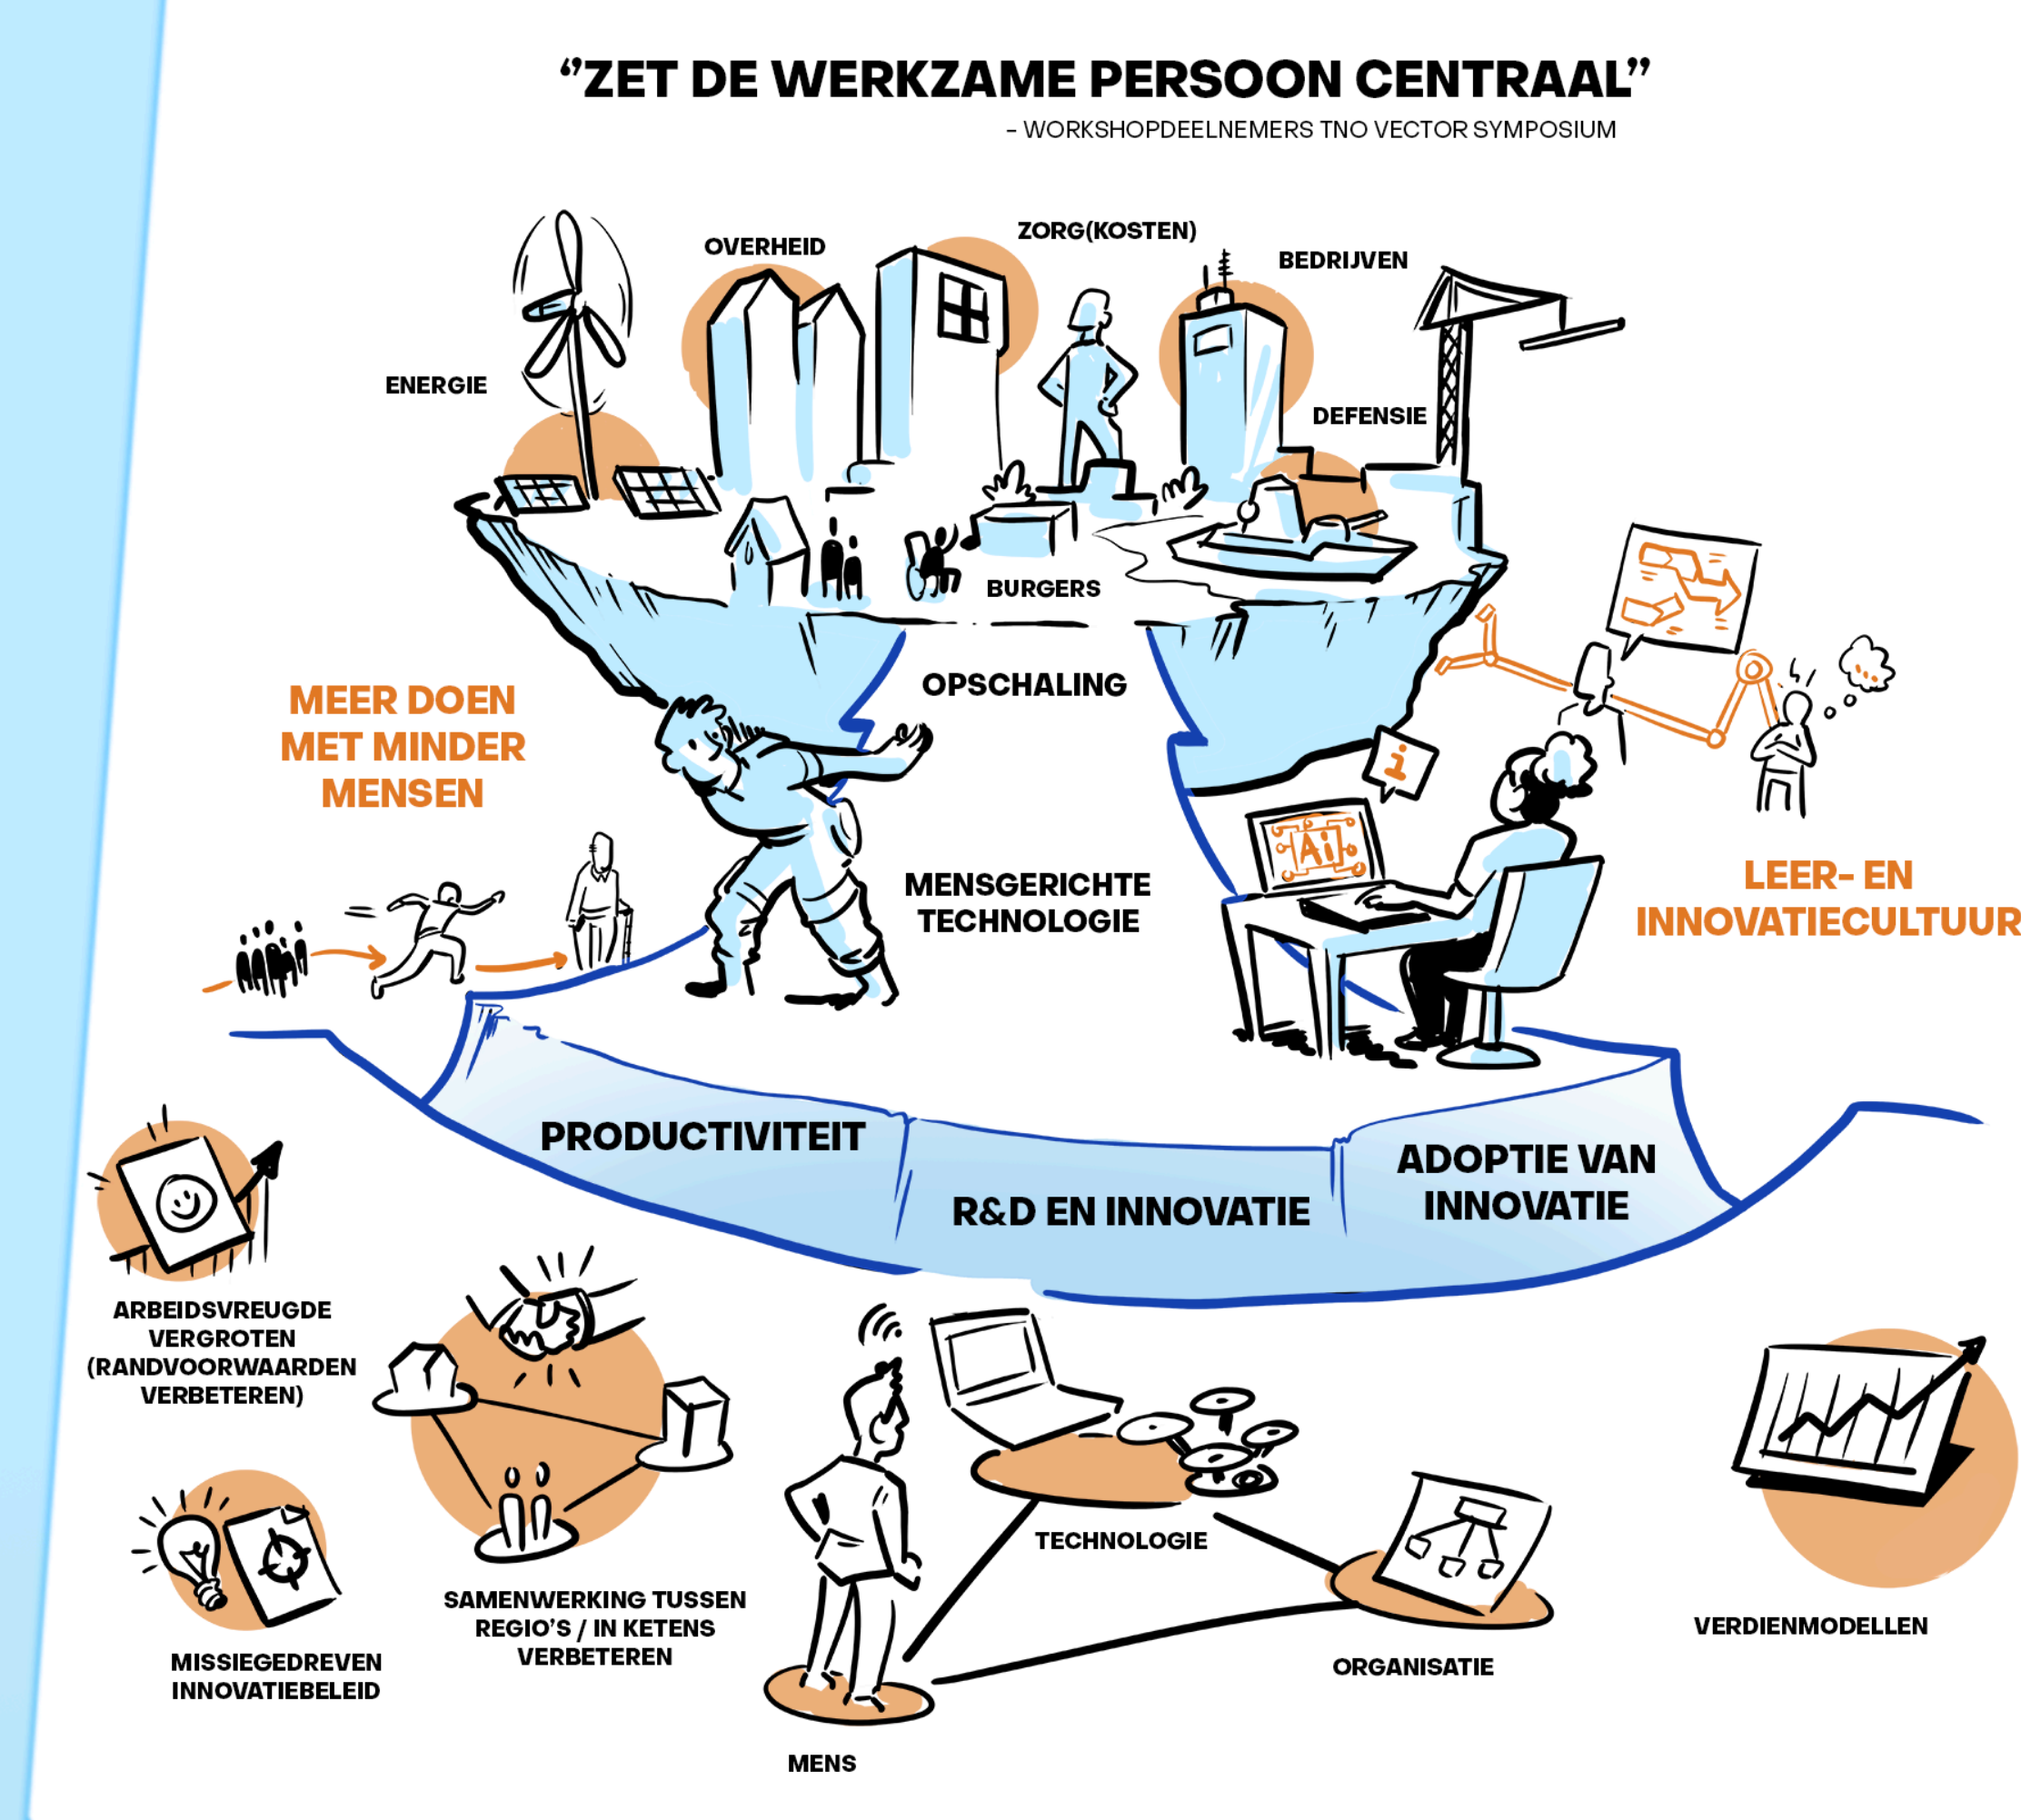 ‘’ZET DE WERKZAME PERSOON CENTRAAL’’
- WORKSHOPDEELNEMERS TNO VECTOR SYMPOSIUM
ZORG(KOSTEN)
OVERHEID
BEDRIJVEN
ENERGIE
DEFENSIE
BURGERS
OPSCHALING
MEER DOEN
MET MINDER
MENSEN
i
Ai
MENSGERICHTE
TECHNOLOGIE
LEER- EN
INNOVATIECULTUUR
PRODUCTIVITEIT
R&D EN INNOVATIE
ADOPTIE VAN
INNOVATIE
ARBEIDSVREUGDE
VERGROTEN
(RANDVOORWAARDEN
VERBETEREN)
SAMENWERKING TUSSEN
REGIO’S / IN KETENS
VERBETEREN
MISSIEGEDREVEN
INNOVATIEBELEID
TECHNOLOGIE
ORGANISATIE
MENS
VERDIENMODELLEN